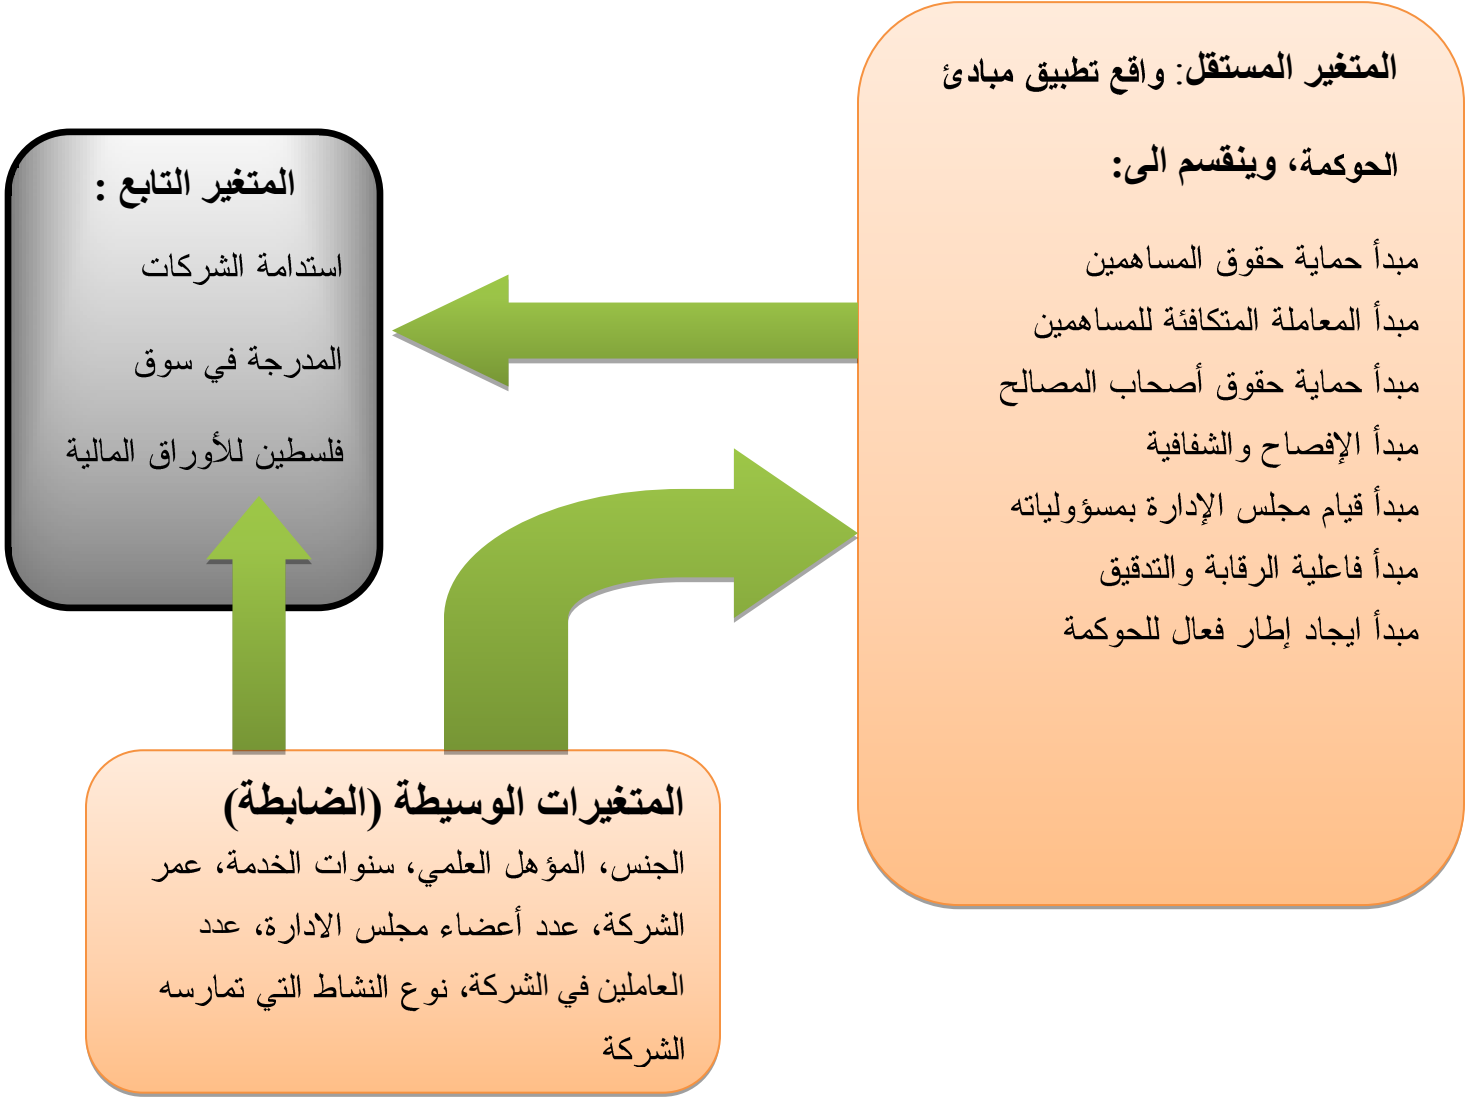 المتغير المستقل: واقع تطبيق مبادئ
الحوكمة، وينقسم الى:
مبدأ حماية حقوق المساهمين
مبدأ المعاملة المتكافئة للمساهمين
مبدأ حماية حقوق أصحاب المصالح
مبدأ الإفصاح والشفافية
مبدأ قيام مجلس الإدارة بمسؤولياته
مبدأ فاعلية الرقابة والتدقيق
مبدأ ايجاد إطار فعال للحوكمة
المتغير التابع :
استدامة الشركات
المدرجة في سوق
فلسطين للأوراق المالية
المتغيرات الوسيطة (الضابطة)
الجنس، المؤهل العلمي، سنوات الخدمة، عمر
الشركة، عدد أعضاء مجلس الادارة، عدد
العاملين في الشركة، نوع النشاط التي تمارسه
الشركة